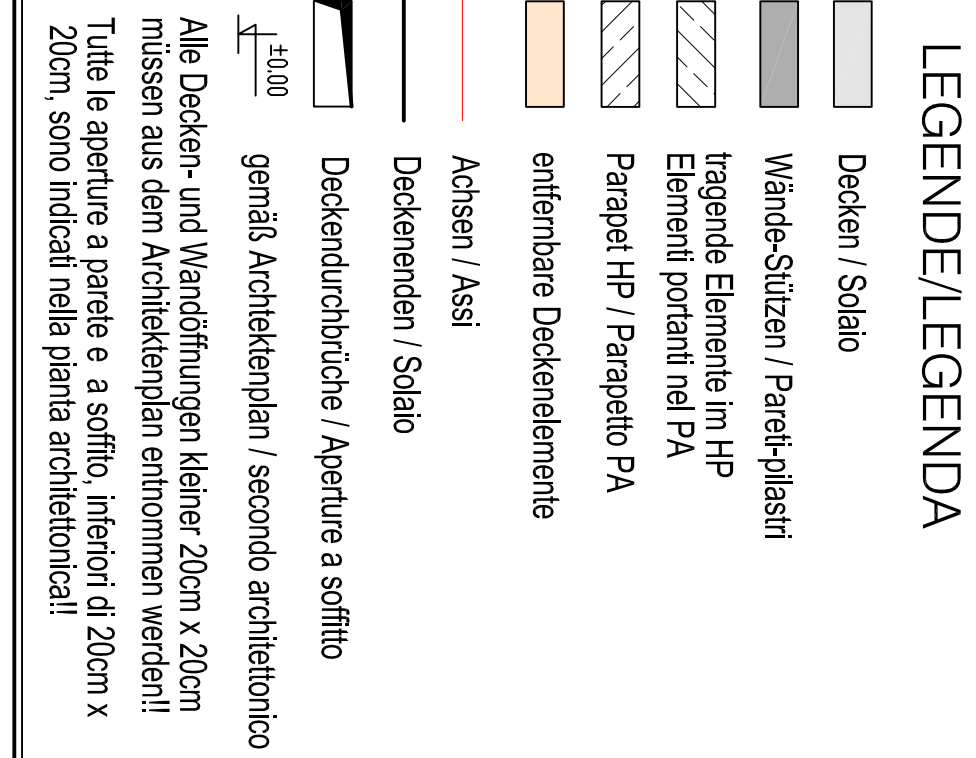 LEGENDE/LEGENDA
Decken / Solaio
Wände-Stützen / Pareti-pilastri
tragende Elemente im HP
Elementi portanti nel PA
Parapet HP / Parapetto PA
entfernbare Deckenelemente
Achsen / Assi
Deckenenden / Solaio
Deckendurchbrüche / Aperture a soffitto
±0.00
gemäß Archtektenplan / secondo architettonico
Alle Decken- und Wandöffnungen kleiner 20cm x 20cm
müssen aus dem Architektenplan entnommen werden!!
Tutte le aperture a parete e a soffito, inferiori di 20cm x
20cm, sono indicati nella pianta architettonica!!